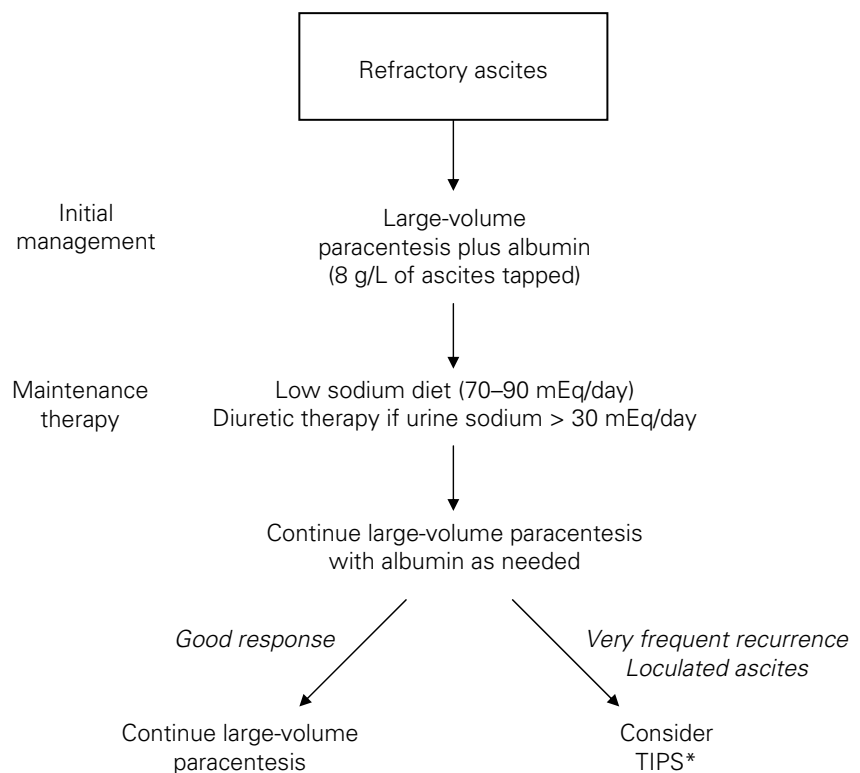 Refractory ascites
Initial
management
Large-volume
paracentesis plus albumin
(8 g/L of ascites tapped)
Maintenance
therapy
Low sodium diet (70–90 mEq/day)
Diuretic therapy if urine sodium > 30 mEq/day
Continue large-volume paracentesis
with albumin as needed
Good response
Very frequent recurrence
Loculated ascites
Continue large-volume
paracentesis
Consider
TIPS*